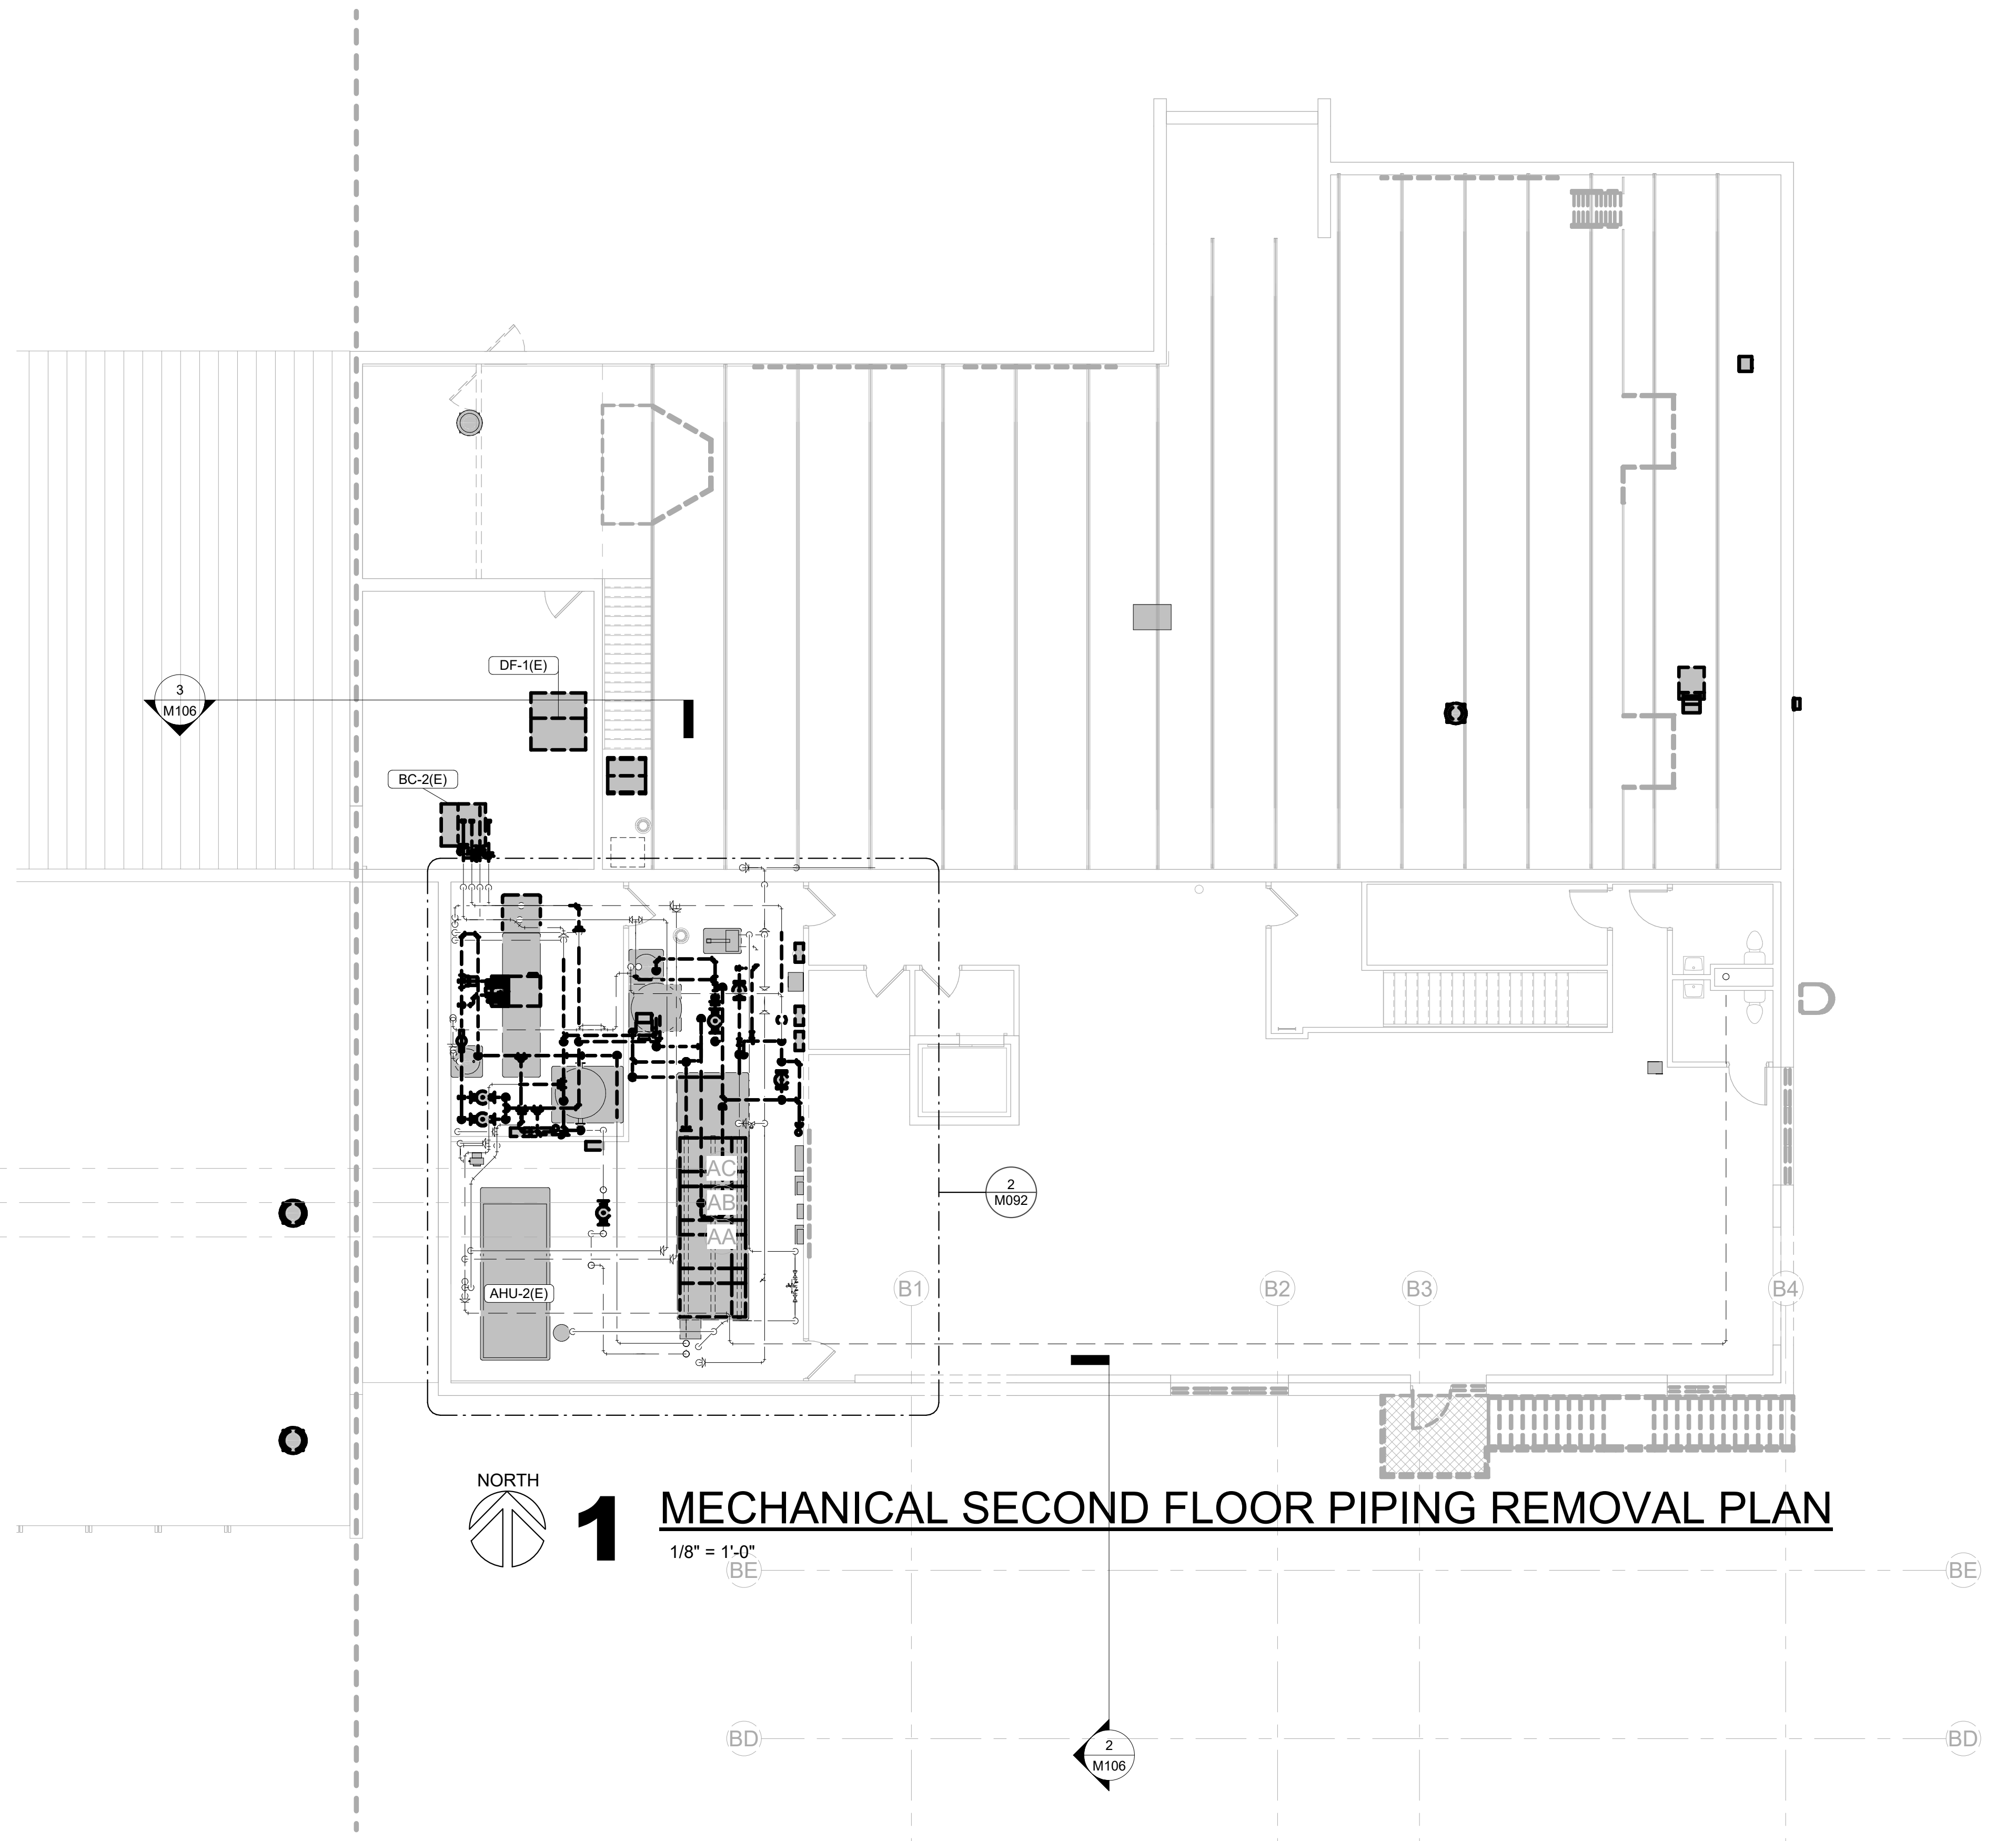 DF-1(E)
3
M106
BC-2(E)
AC
AB
AA
2
M092
AHU-2(E)
B1
B2
B3
B4
NORTH
1
MECHANICAL SECOND FLOOR PIPING REMOVAL PLAN
1/8" = 1'-0"
BE
BE
BD
BD
2
M106